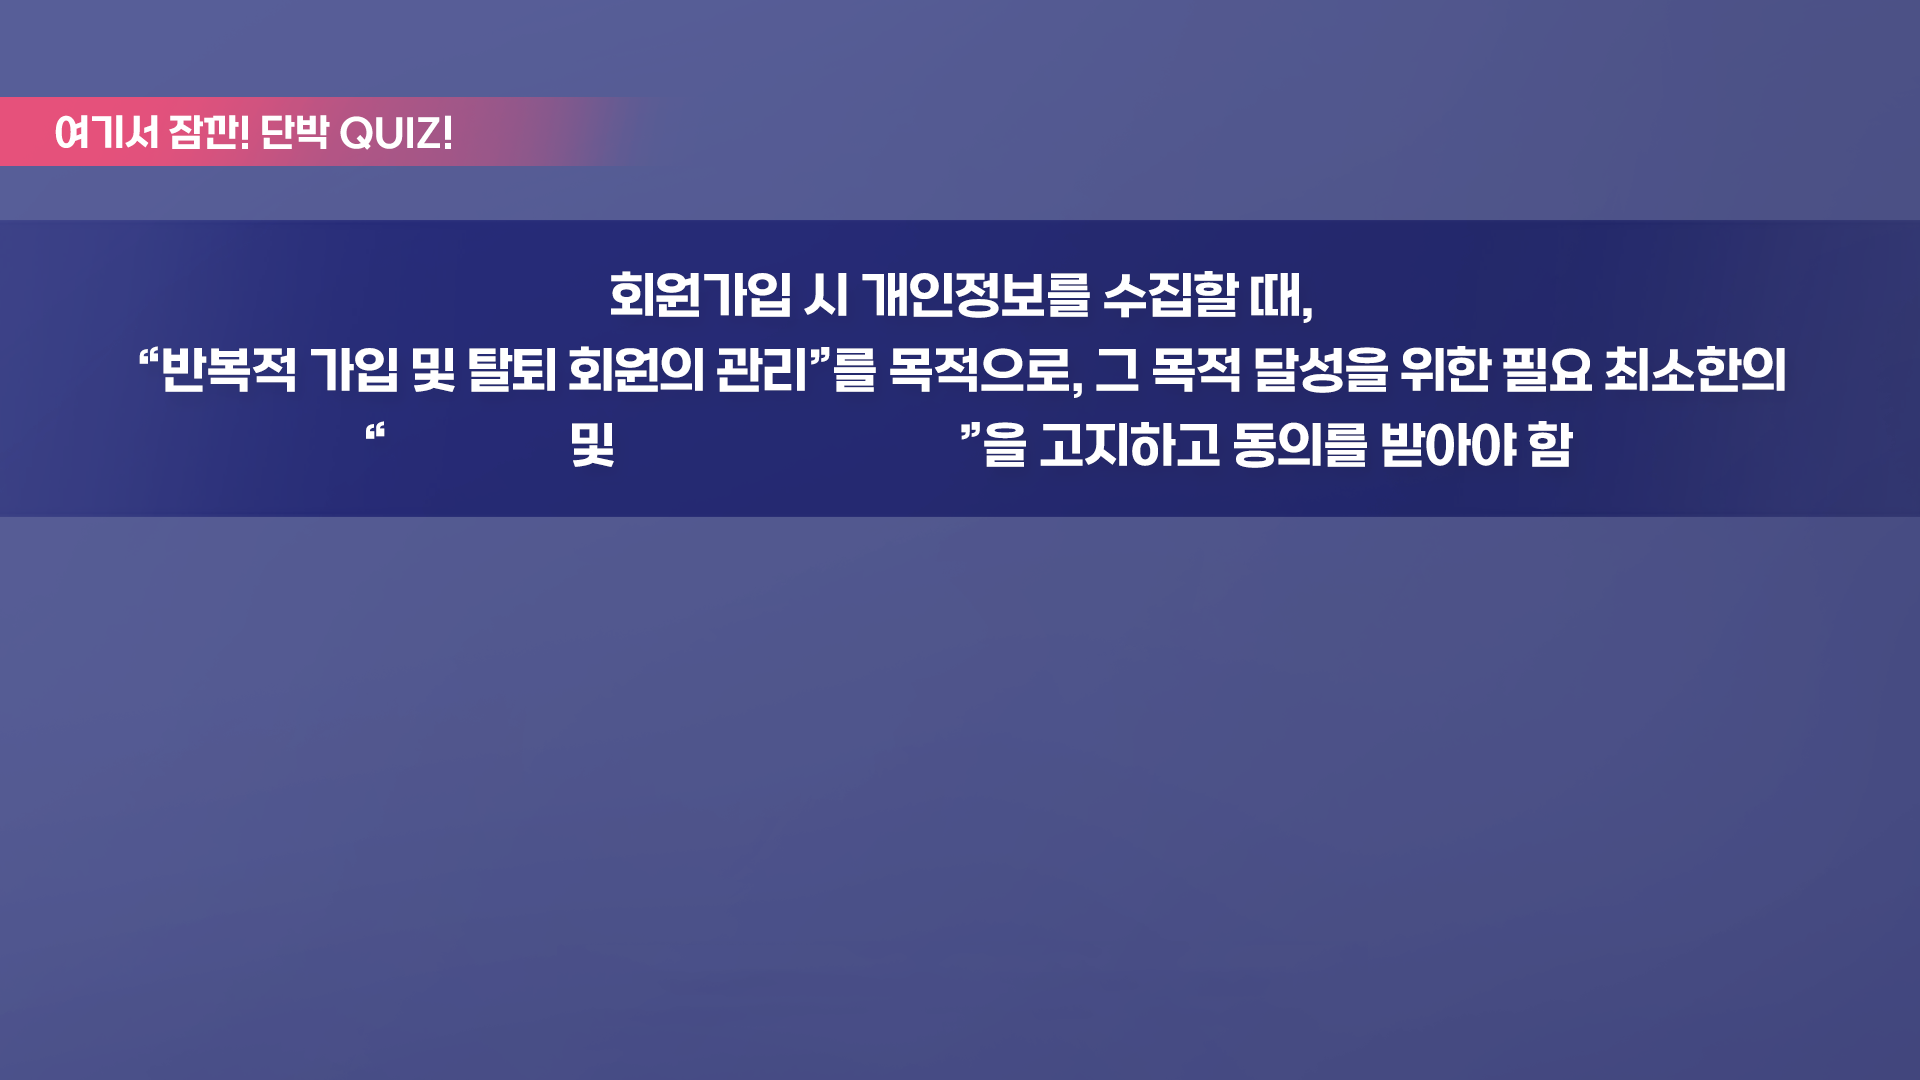 여기서 잠깐! 단박 QUIZ!
회원가입 시 개인정보를 수집할 때,
“반복적 가입 및 탈퇴 회원의 관리”를 목적으로, 그 목적 달성을 위한 필요 최소한의
“ 및 ”을 고지하고 동의를 받아야 함